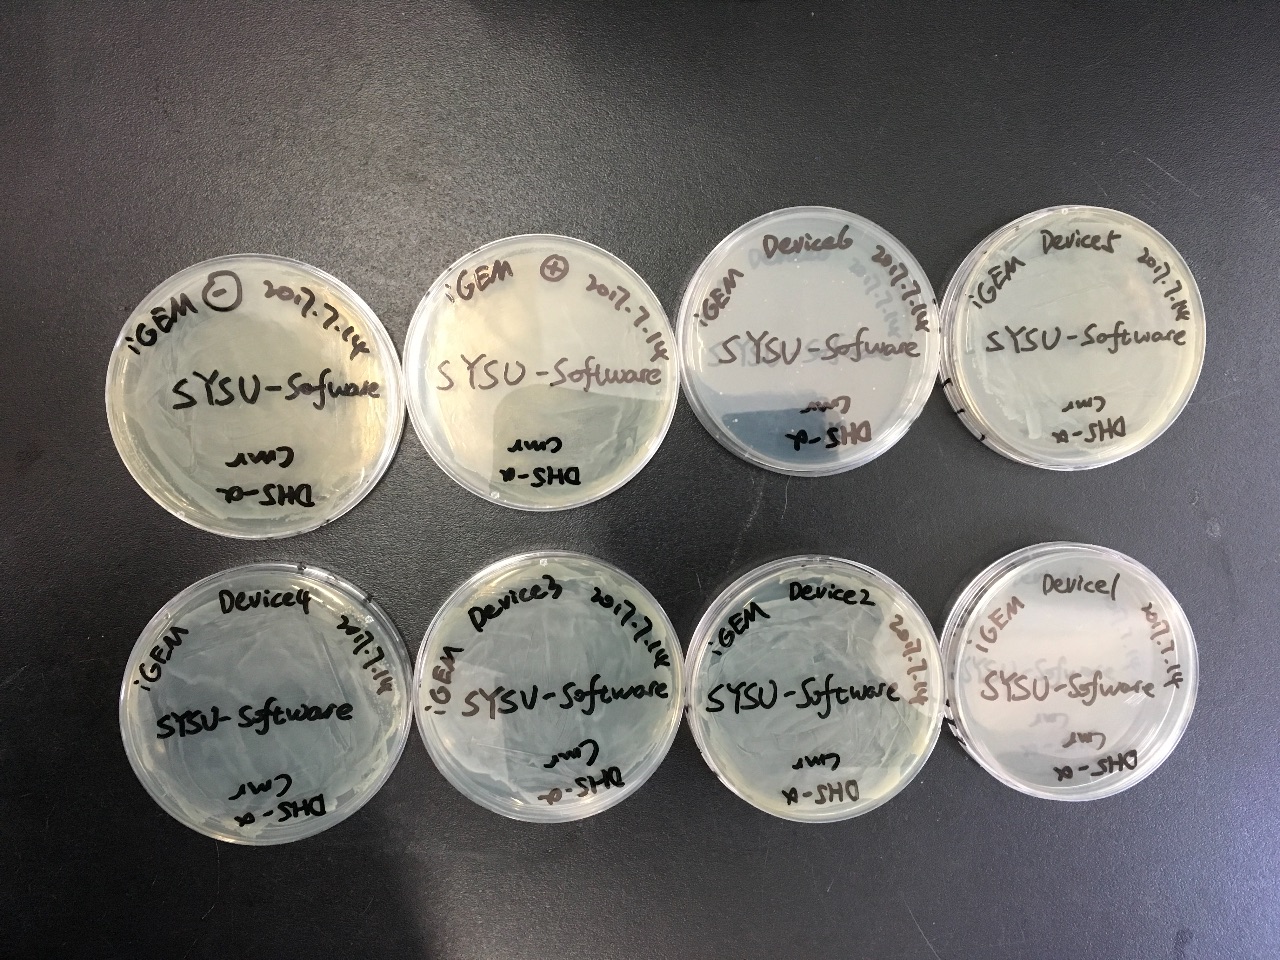 iGEM ⊖ 2017.7.14
SYSU-Sofware
Cmr
DH5-α
iGEM ⊕ 2017.7.14
SYSU-Software
Cmr
DH5-α
Device6
iGEM 2017.7.14
SYSU-Sofware
Cmr
DH5-α
Device5
iGEM 2017.7.14
SYSU-Software
Cmr
DH5-α
Device4
iGEM 2017.7.14
SYSU-Software
Cmr
DH5-α
Device3
iGEM 2017.7.14
SYSU-Software
Cmr
DH5-α
Device2
iGEM 2017.7.14
SYSU-Software
Cmr
DH5-α
Device1
iGEM 2017.7.14
SYSU-Sofware
Cmr
DH5-α